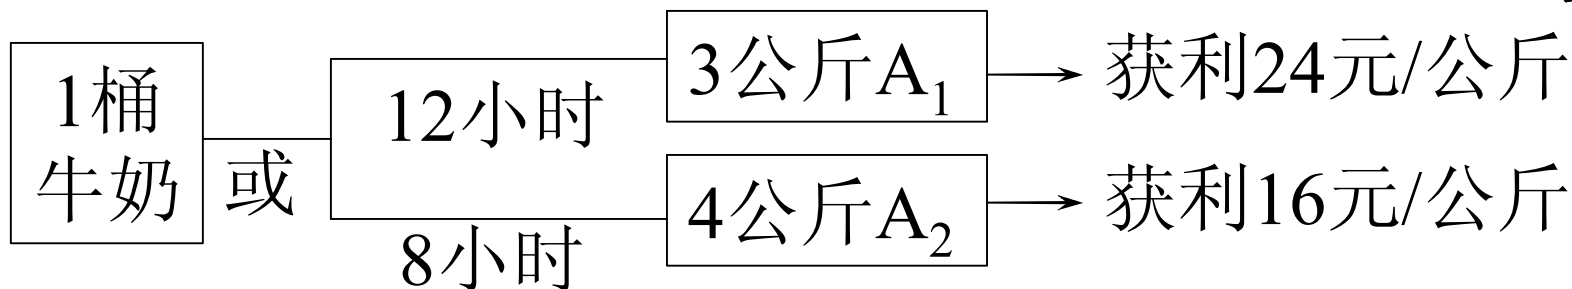 1桶
牛奶
或
12小时
8小时
3公斤A₁
获利24元/公斤
4公斤A₂
获利16元/公斤